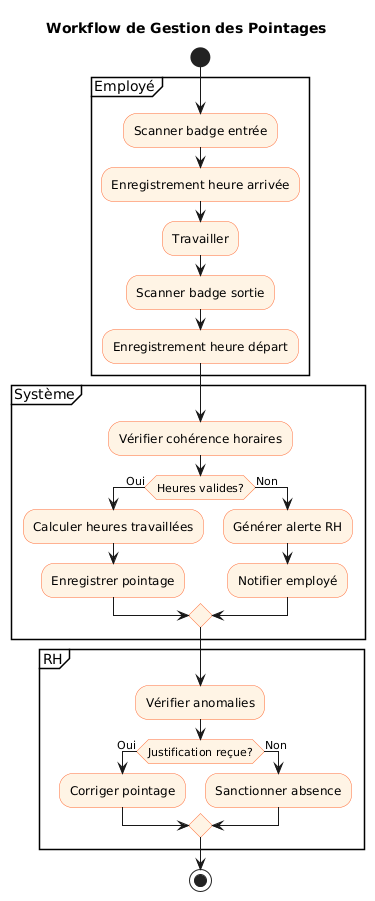 Workflow de Gestion des Pointages
Employé
Scanner badge entrée
Enregistrement heure arrivée
Travailler
Scanner badge sortie
Enregistrement heure départ
Système
Vérifier cohérence horaires
Oui
Heures valides?
Non
Calculer heures travaillées
Générer alerte RH
Enregistrer pointage
Notifier employé
RH
Vérifier anomalies
Oui
Justification reçue?
Non
Corriger pointage
Sanctionner absence